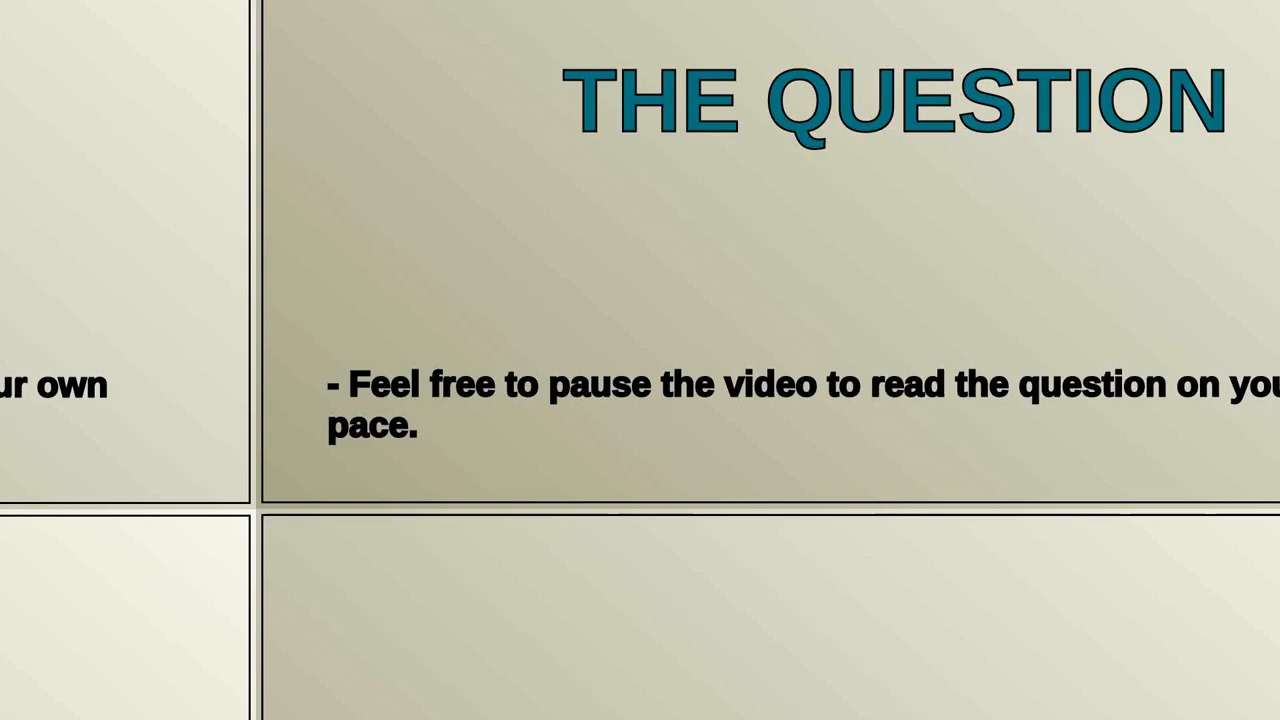 THE QUESTION
ur own
- Feel free to pause the video to read the question on you
pace.